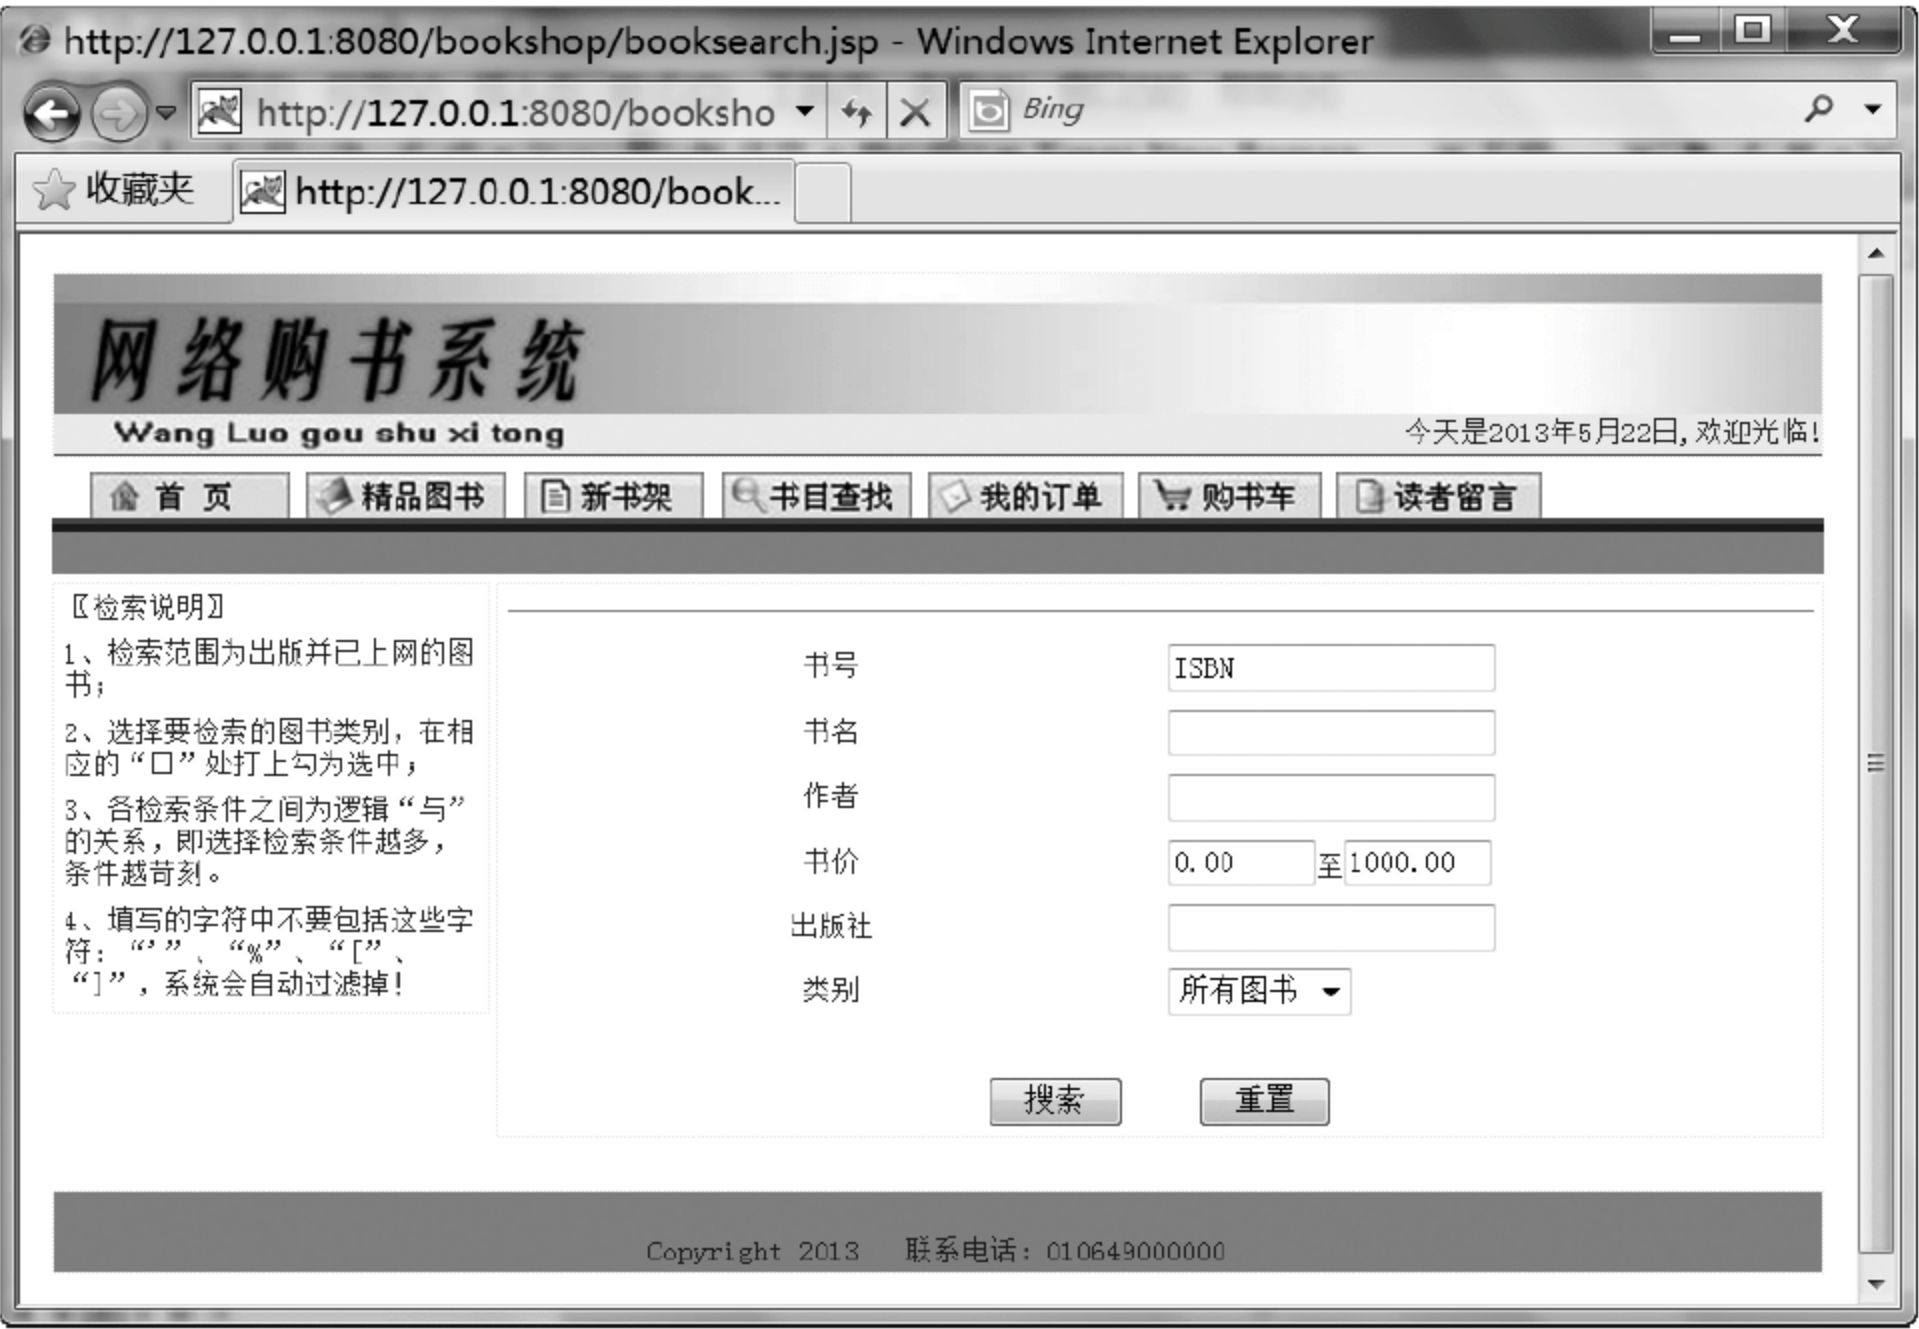 http://127.0.0.1:8080/bookshop/booksearch.jsp - Windows Internet Explorer
http://127.0.0.1:8080/booksho
Bing
收藏夹
http://127.0.0.1:8080/book...
网络购书系统
Wang Luo gou shu xi tong
今天是2013年5月22日,欢迎光临!
首 页 精品图书 新书架 书目查找 我的订单 购书车 读者留言
〖检索说明〗
1、检索范围为出版并已上网的图
书;
2、选择要检索的图书类别，在相
应的“口”处打上勾为选中;
3、各检索条件之间为逻辑“与”
的关系，即选择检索条件越多，
条件越苛刻。
4、填写的字符中不要包括这些字
符: “’”、“%”、“[”、
“]”，系统会自动过滤掉!
书号 ISBN
书名
作者
书价 0.00 至 1000.00
出版社
类别 所有图书
搜索 重置
Copyright 2013 联系电话: 010649000000